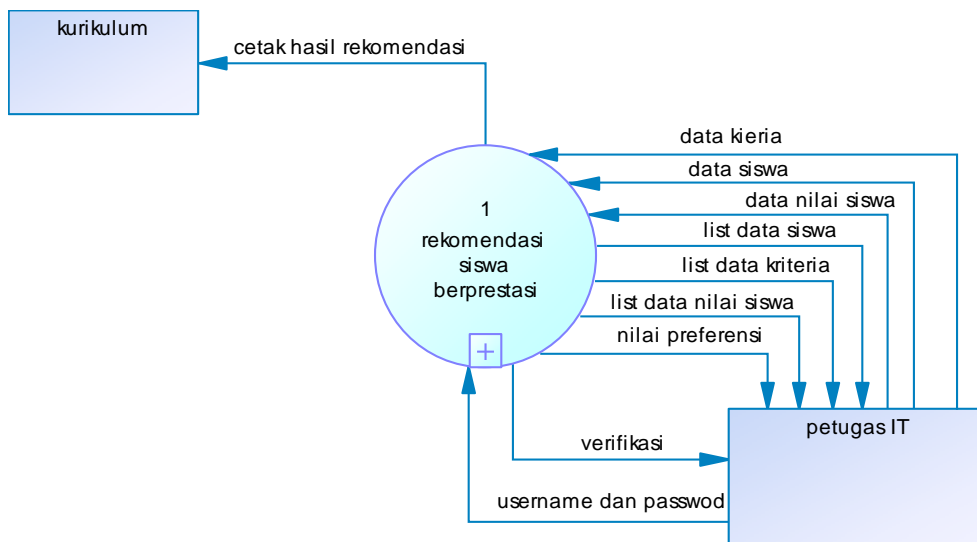 kurikulum
cetak hasil rekomendasi
data kieria
data siswa
data nilai siswa
list data siswa
list data kriteria
list data nilai siswa
nilai preferensi
1
rekomendasi
siswa
berprestasi
petugas IT
verifikasi
username dan passwod